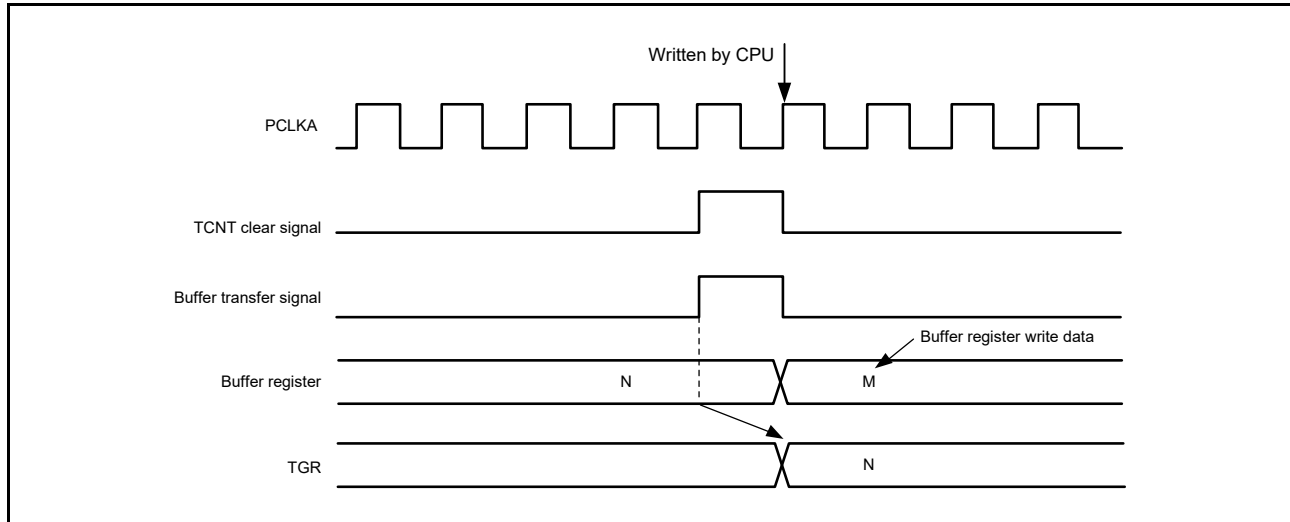 Written by CPU
PCLKA
TCNT clear signal
Buffer transfer signal
Buffer register write data
Buffer register
N
M
TGR
N